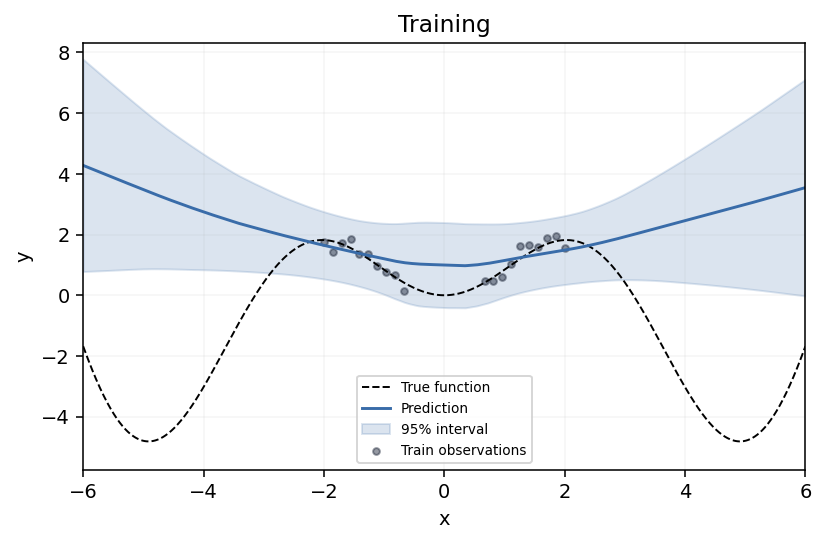 Training
8
6
4
2
0
−2
−4
y
−6
−4
−2
0
2
4
6
x
True function
Prediction
95% interval
Train observations